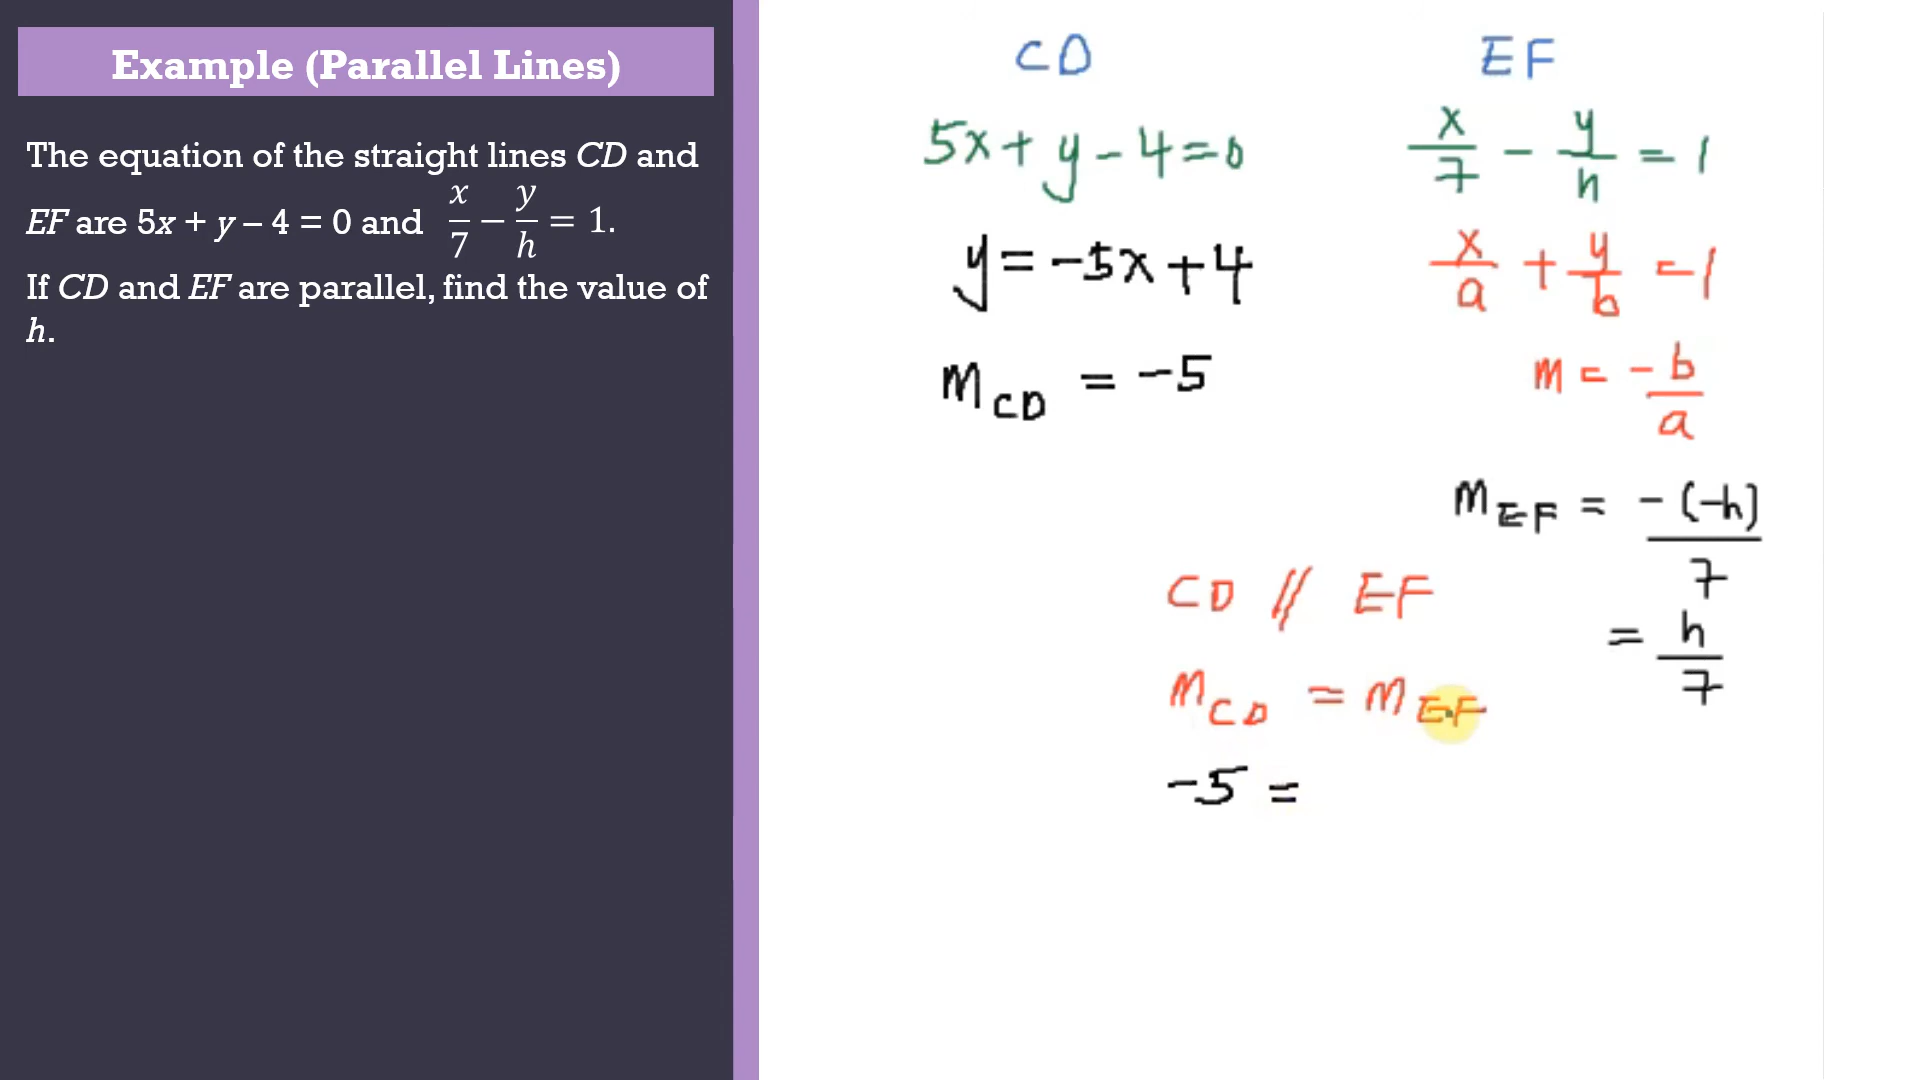 Example (Parallel Lines)
The equation of the straight lines CD and
EF are 5x + y – 4 = 0 and x/7 − y/h = 1.
If CD and EF are parallel, find the value of
h.
CD
5x + y - 4 = 0
y = -5x + 4
m_CD = -5
EF
x/7 - y/h = 1
x/a + y/b = 1
m = -b/a
m_EF = -(-h)/7
= h/7
CD // EF
m_CD = m_EF
-5 =